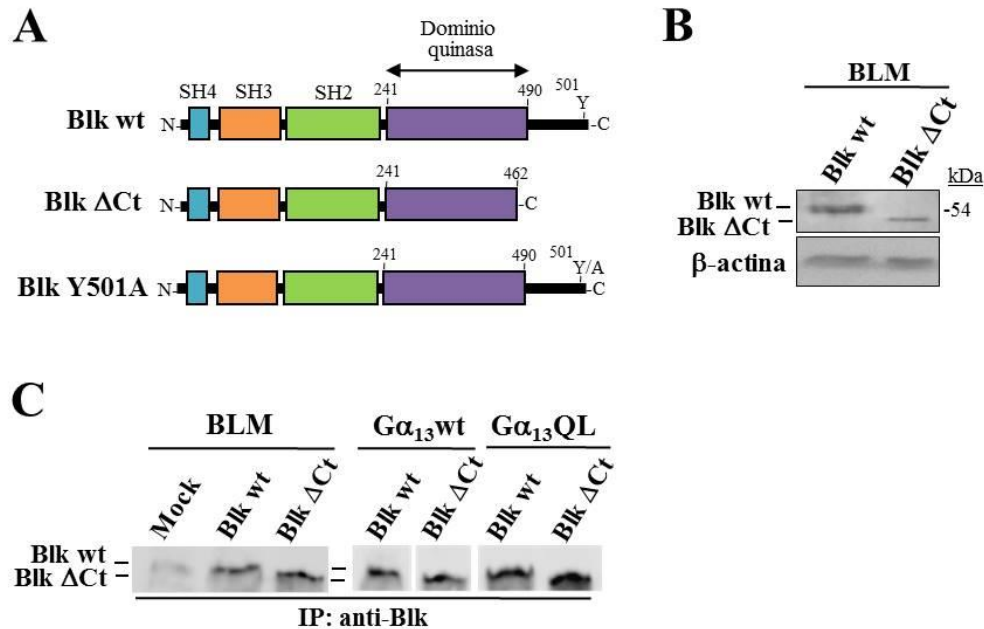 A
Dominio
quinasa
SH4 SH3 SH2 241 490 501
Y
Blk wt N- -C
241 462
Blk ΔCt N- -C
241 490 501
Y/A
Blk Y501A N- -C
B
BLM
Blk wt Blk ΔCt
kDa
Blk wt -54
Blk ΔCt
β-actina
C
BLM Gα13wt Gα13QL
Mock Blk wt Blk ΔCt Blk wt Blk ΔCt Blk wt Blk ΔCt
Blk wt
Blk ΔCt
IP: anti-Blk